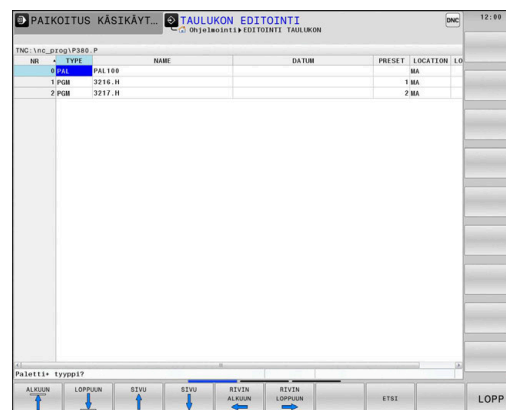 PAIKOITUS KÄSIKÄYT...
TAULUKON EDITOINTI
Ohjelmointi▸EDITOINTI TAULUKON
DNC
12:00
TNC:\nc_prog\P380.P
NR TYPE NAME DATUM PRESET LOCATION LO
0 PAL PAL100 MA
1 PGM 3216.H 1 MA
2 PGM 3217.H 2 MA
Paletti+ tyyppi?
ALKUUN LOPPUUN SIVU SIVU RIVIN ALKUUN RIVIN LOPPUUN ETSI LOPP